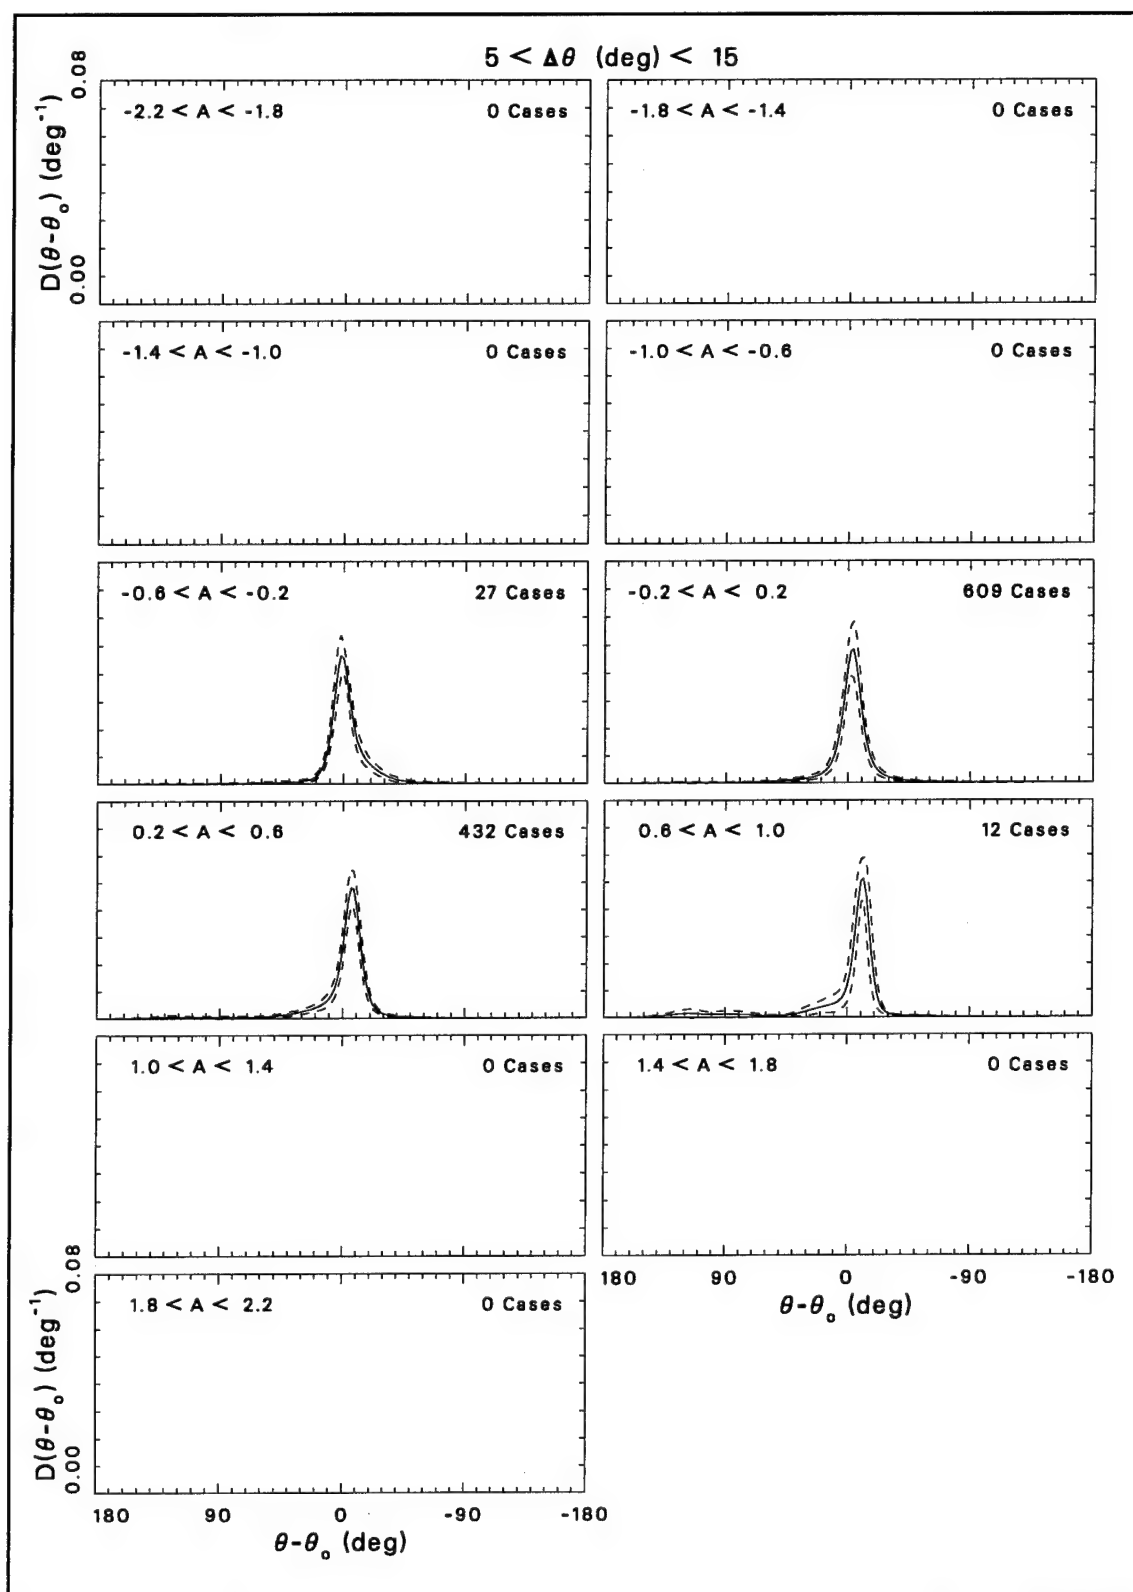 5 < Δθ (deg) < 15
D(θ-θ₀) (deg⁻¹)
0.08
0.00
-2.2 < A < -1.8 0 Cases
-1.8 < A < -1.4 0 Cases
-1.4 < A < -1.0 0 Cases
-1.0 < A < -0.6 0 Cases
-0.6 < A < -0.2 27 Cases
-0.2 < A < 0.2 609 Cases
0.2 < A < 0.6 432 Cases
0.6 < A < 1.0 12 Cases
1.0 < A < 1.4 0 Cases
1.4 < A < 1.8 0 Cases
180 90 0 -90 -180
θ-θ₀ (deg)
D(θ-θ₀) (deg⁻¹)
0.08
0.00
1.8 < A < 2.2 0 Cases
180 90 0 -90 -180
θ-θ₀ (deg)